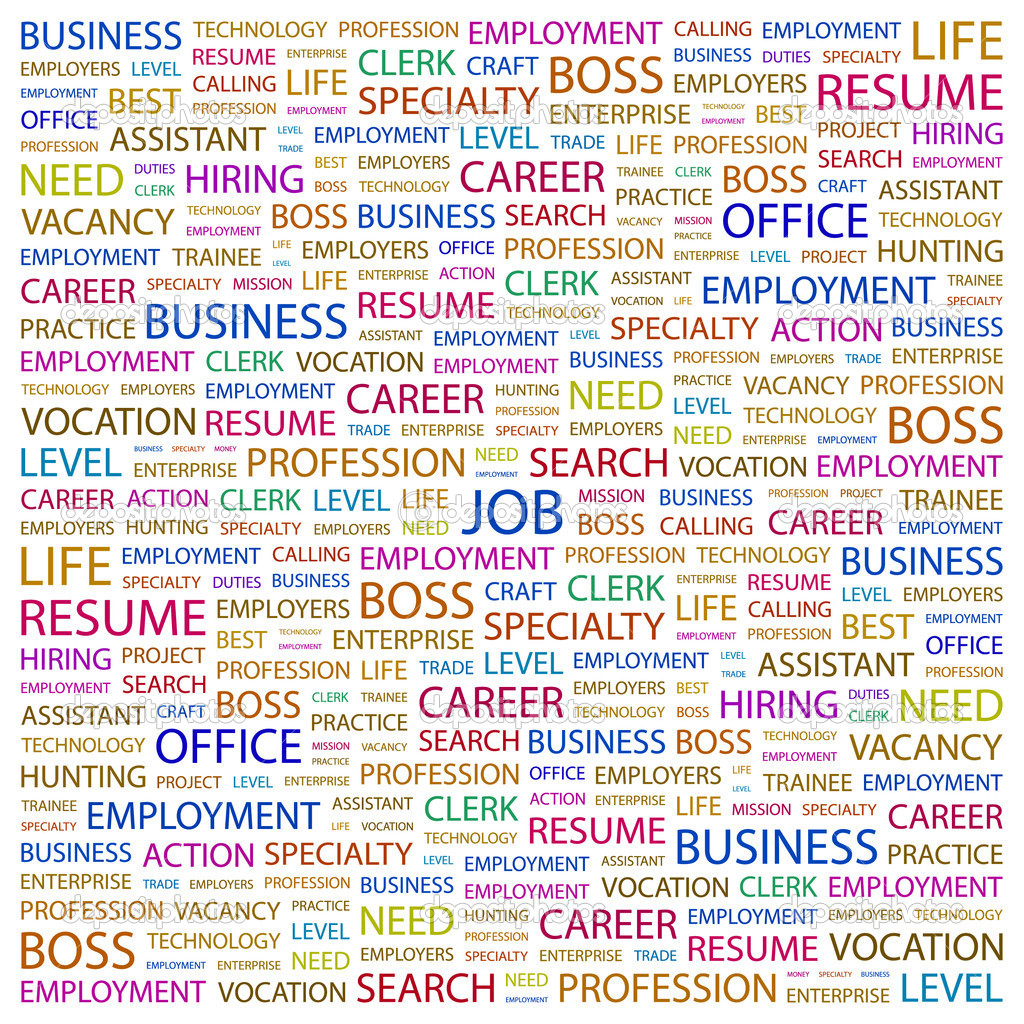 BUSINESS TECHNOLOGY PROFESSION EMPLOYMENT CALLING EMPLOYMENT LIFE
EMPLOYERS LEVEL RESUME ENTERPRISE CLERK CRAFT BOSS BUSINESS DUTIES SPECIALTY
EMPLOYMENT BEST CALLING LIFE SPECIALTY EMPLOYERS RESUME
OFFICE PROFESSION EMPLOYMENT ENTERPRISE TECHNOLOGY EMPLOYMENT BEST
PROFESSION ASSISTANT LEVEL TRADE EMPLOYMENT LEVEL TRADE LIFE PROFESSION PROJECT HIRING
NEED DUTIES CLERK HIRING BEST BOSS EMPLOYERS TECHNOLOGY CAREER TRAINEE CLERK BOSS SEARCH EMPLOYMENT CRAFT ASSISTANT
VACANCY TECHNOLOGY EMPLOYMENT BOSS BUSINESS SEARCH PRACTICE VACANCY MISSION PRACTICE OFFICE TECHNOLOGY
EMPLOYMENT TRAINEE LIFE LEVEL EMPLOYERS OFFICE PROFESSION ENTERPRISE LEVEL PROJECT HUNTING
CAREER SPECIALTY MISSION LIFE ENTERPRISE ACTION CLERK ASSISTANT VOCATION LIFE EMPLOYMENT TRAINEE SPECIALTY
PRACTICE BUSINESS RESUME TECHNOLOGY ASSISTANT EMPLOYMENT LEVEL SPECIALTY ACTION BUSINESS
EMPLOYMENT CLERK VOCATION EMPLOYMENT BUSINESS PROFESSION EMPLOYERS TRADE ENTERPRISE
TECHNOLOGY EMPLOYERS EMPLOYMENT CAREER HUNTING PROFESSION NEED PRACTICE VACANCY PROFESSION
VOCATION RESUME TRADE ENTERPRISE SPECIALTY EMPLOYERS LEVEL NEED TECHNOLOGY ENTERPRISE EMPLOYMENT BOSS
LEVEL BUSINESS SPECIALTY MONEY ENTERPRISE PROFESSION NEED EMPLOYMENT SEARCH VOCATION EMPLOYMENT
CAREER ACTION CLERK LEVEL LIFE JOB MISSION BUSINESS PROFESSION PROJECT TRAINEE
EMPLOYERS HUNTING SPECIALTY EMPLOYERS NEED BOSS CALLING CAREER EMPLOYMENT
LIFE EMPLOYMENT CALLING EMPLOYMENT PROFESSION TECHNOLOGY BUSINESS
SPECIALTY DUTIES BUSINESS BOSS CRAFT CLERK ENTERPRISE RESUME LEVEL EMPLOYERS
RESUME EMPLOYERS SPECIALTY LIFE CALLING BEST EMPLOYMENT
BEST TECHNOLOGY EMPLOYMENT ENTERPRISE EMPLOYMENT PROFESSION OFFICE
HIRING PROJECT PROFESSION LIFE TRADE LEVEL EMPLOYMENT LEVEL TRADE ASSISTANT PROFESSION
EMPLOYMENT SEARCH BOSS CLERK TRAINEE CAREER EMPLOYERS BEST HIRING DUTIES CLERK NEED
ASSISTANT CRAFT PRACTICE TECHNOLOGY BOSS
TECHNOLOGY OFFICE MISSION PRACTICE VACANCY SEARCH BUSINESS BOSS TECHNOLOGY EMPLOYMENT VACANCY
HUNTING PROJECT LEVEL ENTERPRISE PROFESSION OFFICE EMPLOYERS LIFE LEVEL TRAINEE EMPLOYMENT
TRAINEE SPECIALTY EMPLOYMENT ASSISTANT LIFE VOCATION CLERK ACTION ENTERPRISE LIFE MISSION SPECIALTY CAREER
BUSINESS ACTION SPECIALTY TECHNOLOGY LEVEL RESUME EMPLOYMENT ASSISTANT BUSINESS PRACTICE
ENTERPRISE TRADE EMPLOYERS PROFESSION BUSINESS EMPLOYMENT VOCATION CLERK EMPLOYMENT
PROFESSION VACANCY PRACTICE NEED HUNTING PROFESSION CAREER EMPLOYMENT EMPLOYERS TECHNOLOGY
BOSS TECHNOLOGY LEVEL EMPLOYMENT ENTERPRISE NEED EMPLOYERS SPECIALTY ENTERPRISE TRADE RESUME VOCATION
EMPLOYMENT VOCATION SEARCH NEED EMPLOYMENT PROFESSION MONEY SPECIALTY BUSINESS ENTERPRISE LEVEL
depositphotos